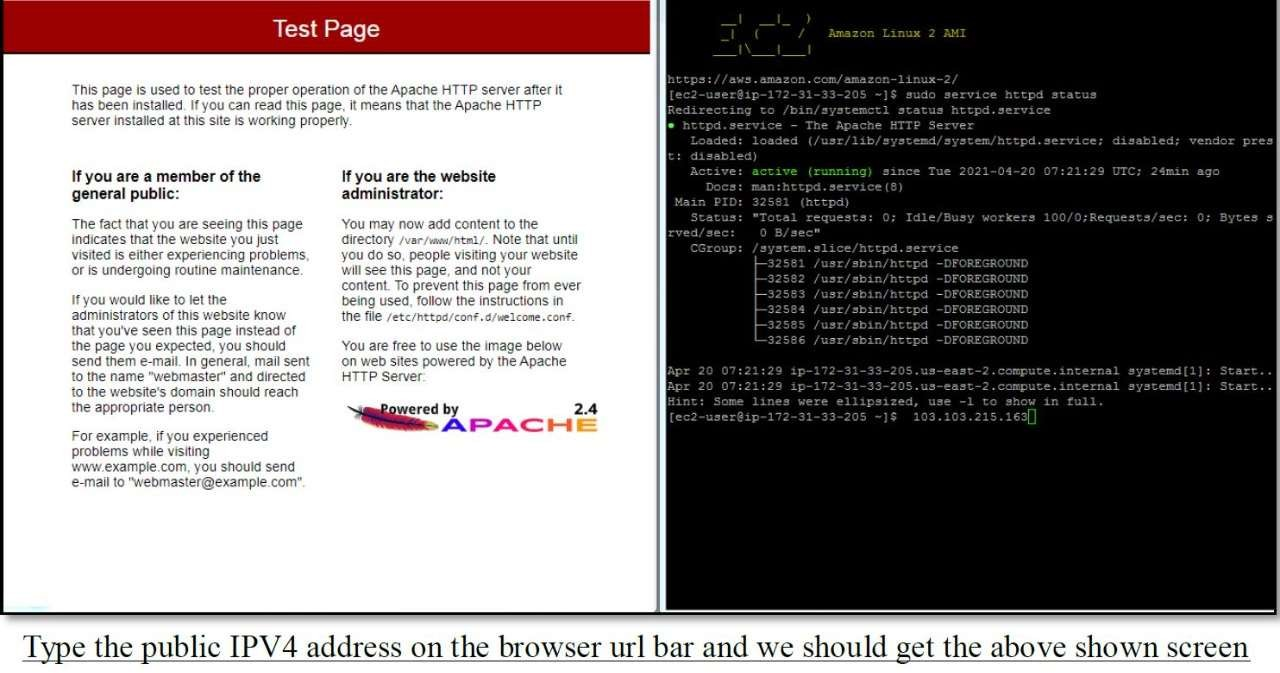 Test Page
This page is used to test the proper operation of the Apache HTTP server after it
has been installed. If you can read this page, it means that the Apache HTTP
server installed at this site is working properly.
If you are a member of the
general public:
The fact that you are seeing this page
indicates that the website you just
visited is either experiencing problems,
or is undergoing routine maintenance.
If you would like to let the
administrators of this website know
that you've seen this page instead of
the page you expected, you should
send them e-mail. In general, mail sent
to the name "webmaster" and directed
to the website's domain should reach
the appropriate person.
For example, if you experienced
problems while visiting
www.example.com, you should send
e-mail to "webmaster@example.com".
If you are the website
administrator:
You may now add content to the
directory /var/www/html/. Note that until
you do so, people visiting your website
will see this page, and not your
content. To prevent this page from ever
being used, follow the instructions in
the file /etc/httpd/conf.d/welcome.conf.
You are free to use the image below
on web sites powered by the Apache
HTTP Server:
Powered by 2.4
APACHE
Amazon Linux 2 AMI
https://aws.amazon.com/amazon-linux-2/
[ec2-user@ip-172-31-33-205 ~]$ sudo service httpd status
Redirecting to /bin/systemctl status httpd.service
● httpd.service - The Apache HTTP Server
Loaded: loaded (/usr/lib/systemd/system/httpd.service; disabled; vendor pres
t: disabled)
Active: active (running) since Tue 2021-04-20 07:21:29 UTC; 24min ago
Docs: man:httpd.service(8)
Main PID: 32581 (httpd)
Status: "Total requests: 0; Idle/Busy workers 100/0;Requests/sec: 0; Bytes s
rved/sec: 0 B/sec"
CGroup: /system.slice/httpd.service
├─32581 /usr/sbin/httpd -DFOREGROUND
├─32582 /usr/sbin/httpd -DFOREGROUND
├─32583 /usr/sbin/httpd -DFOREGROUND
├─32584 /usr/sbin/httpd -DFOREGROUND
├─32585 /usr/sbin/httpd -DFOREGROUND
└─32586 /usr/sbin/httpd -DFOREGROUND
Apr 20 07:21:29 ip-172-31-33-205.us-east-2.compute.internal systemd[1]: Start..
Apr 20 07:21:29 ip-172-31-33-205.us-east-2.compute.internal systemd[1]: Start..
Hint: Some lines were ellipsized, use -l to show in full.
[ec2-user@ip-172-31-33-205 ~]$ 103.103.215.163
Type the public IPV4 address on the browser url bar and we should get the above shown screen